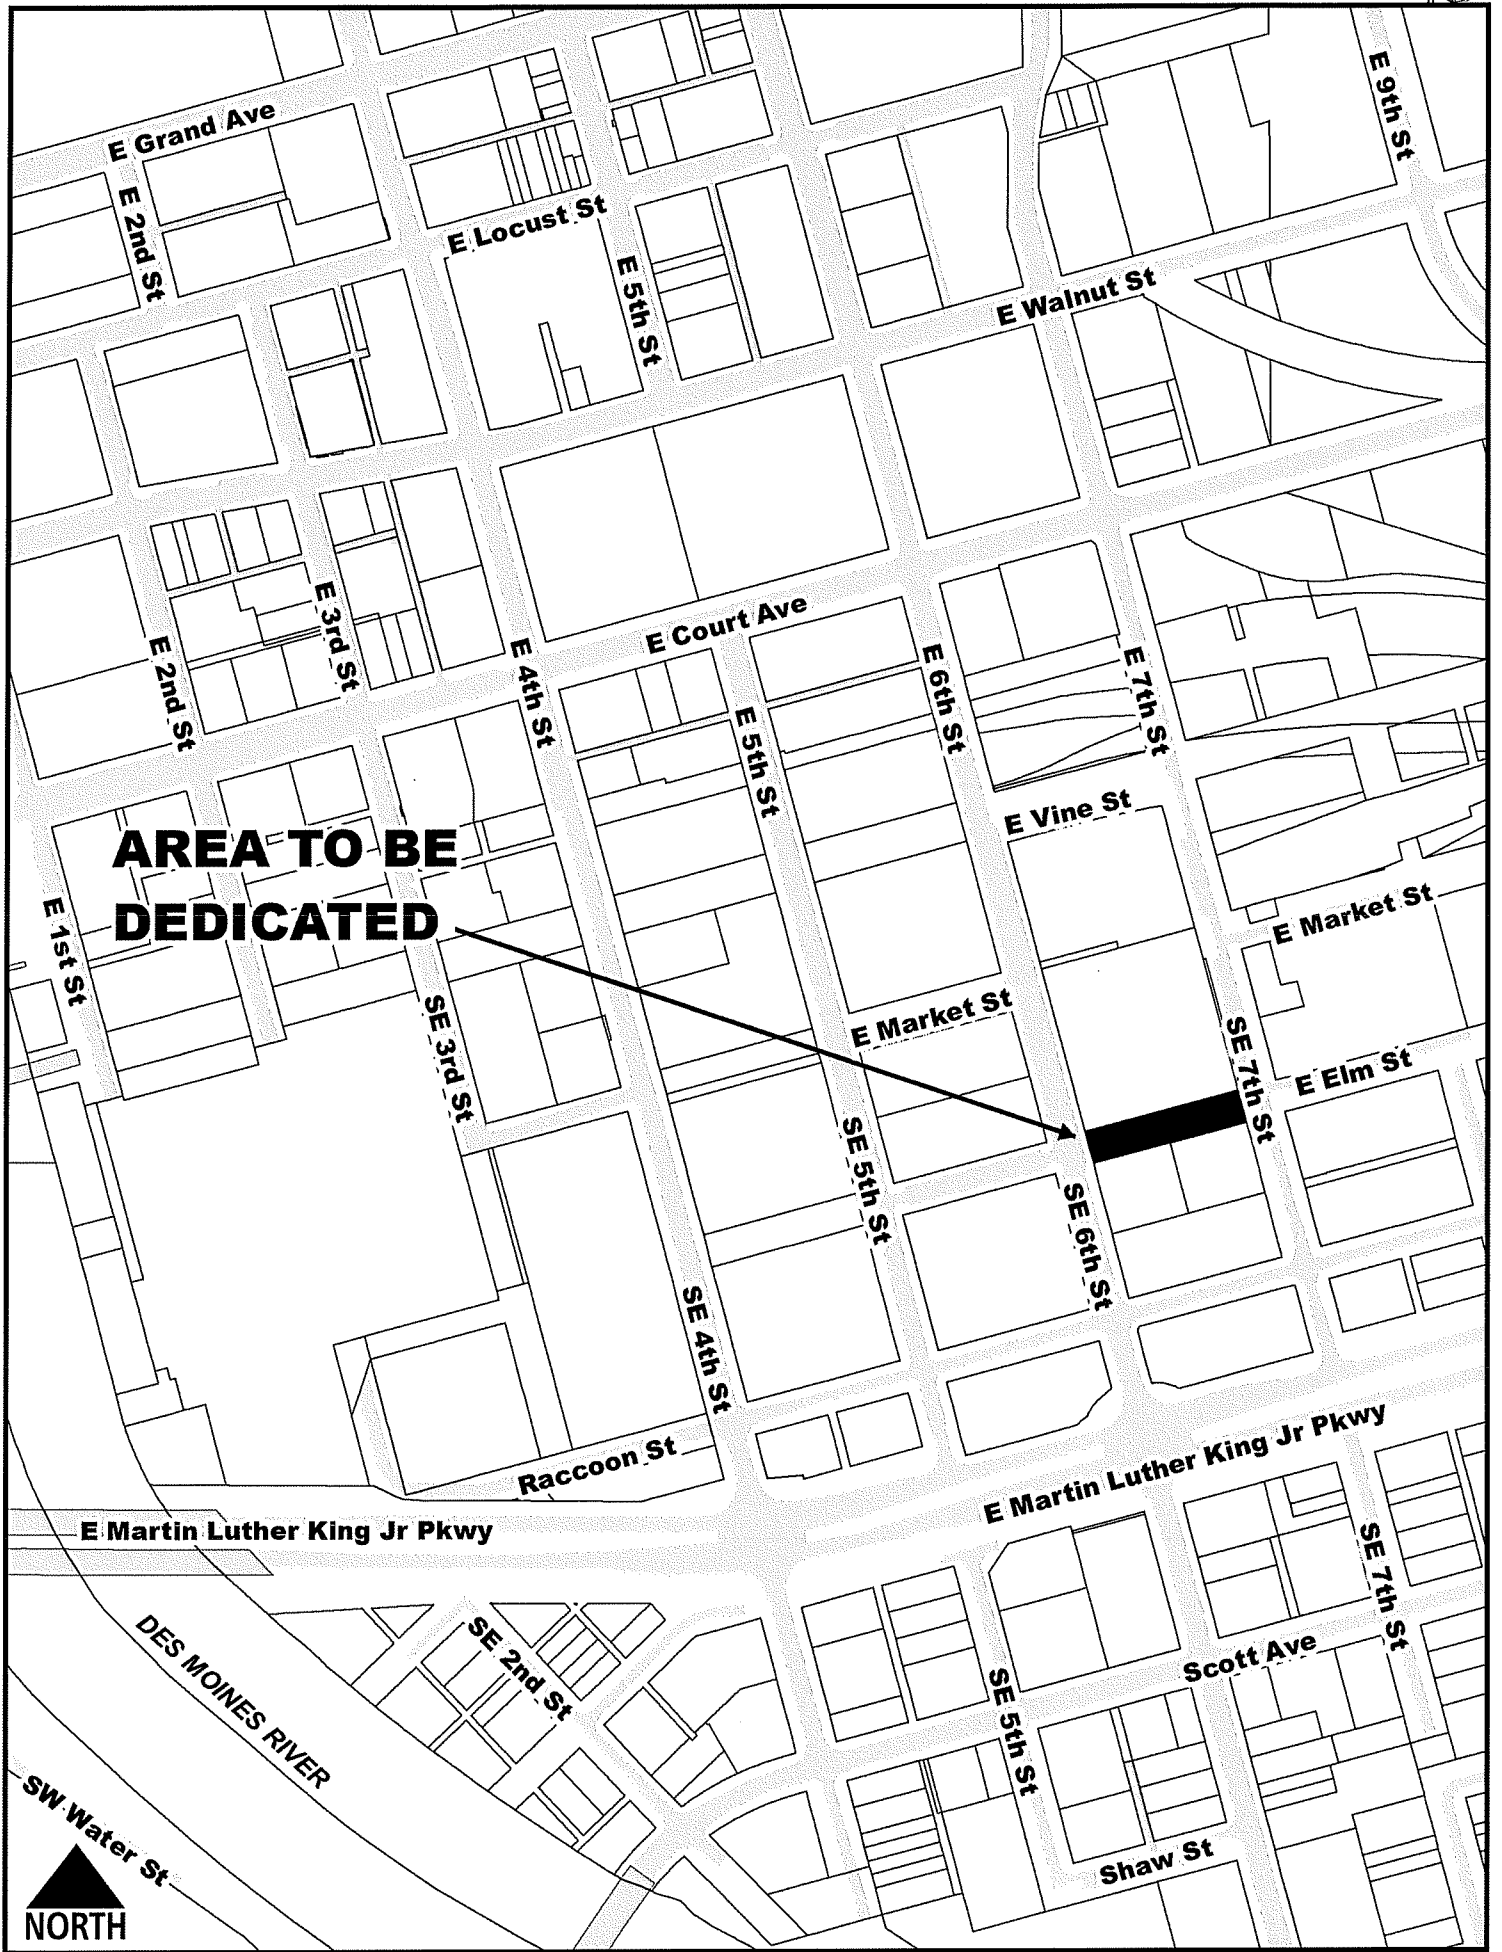 E Grand Ave
E 9th St
E 2nd St
E Locust St
E 5th St
E Walnut St
E 3rd St
E Court Ave
E 2nd St
E 4th St
E 6th St
E 7th St
E 5th St
E Vine St
AREA TO BE
DEDICATED
E 1st St
E Market St
E Market St
SE 3rd St
SE 7th St
E Elm St
SE 5th St
SE 6th St
SE 4th St
Raccoon St
E Martin Luther King Jr Pkwy
E Martin Luther King Jr Pkwy
SE 7th St
SE 2nd St
DES MOINES RIVER
Scott Ave
SE 5th St
SW Water St
Shaw St
NORTH